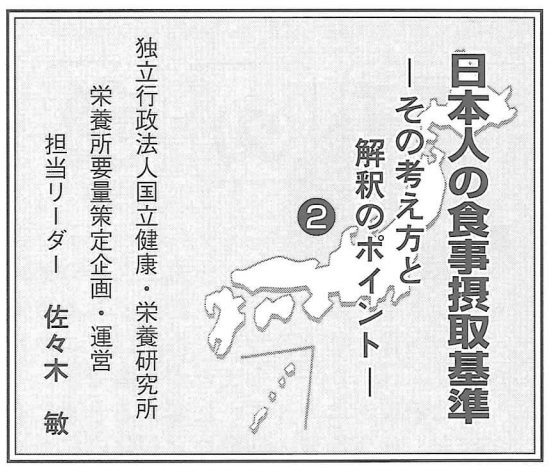 日本人の食事摂取基準
―その考え方と
解釈のポイント―
❷
独立行政法人国立健康・栄養研究所
栄養所要量策定企画・運営
担当リーダー 佐々木 敏